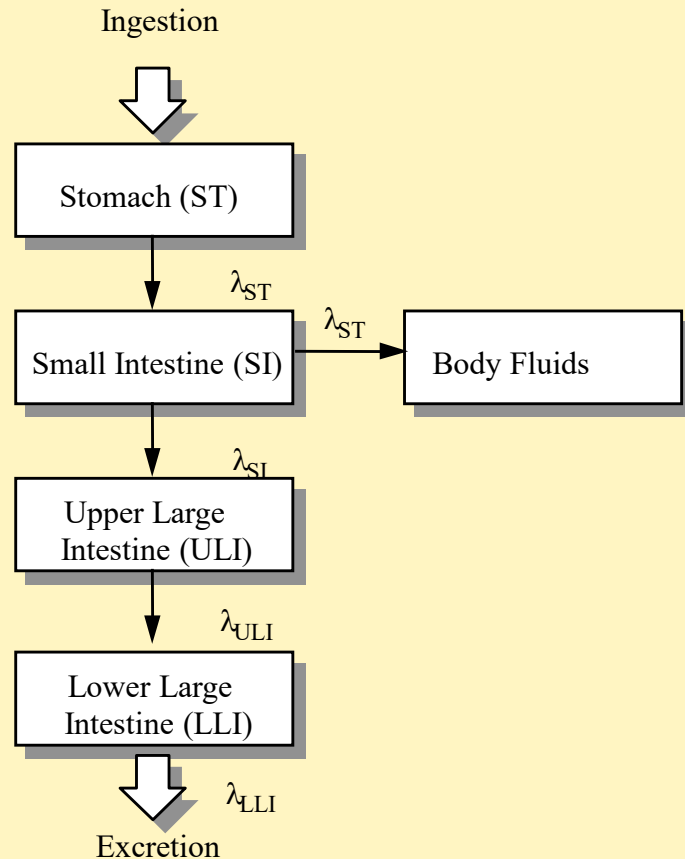 Ingestion
Stomach (ST)
λST
λST
Small Intestine (SI)
Body Fluids
λSI
Upper Large
Intestine (ULI)
λULI
Lower Large
Intestine (LLI)
λLLI
Excretion